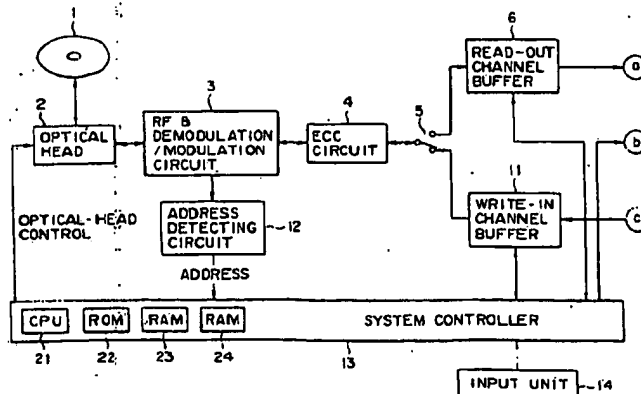 1
6
READ-OUT
CHANNEL
BUFFER
a
2
OPTICAL
HEAD
3
RF &
DEMODULATION
/MODULATION
CIRCUIT
4
ECC
CIRCUIT
5
b
11
WRITE-IN
CHANNEL
BUFFER
c
OPTICAL-HEAD
CONTROL
ADDRESS
DETECTING
CIRCUIT
12
ADDRESS
CPU
ROM
RAM
RAM
SYSTEM CONTROLLER
21
22
23
24
13
INPUT UNIT
14